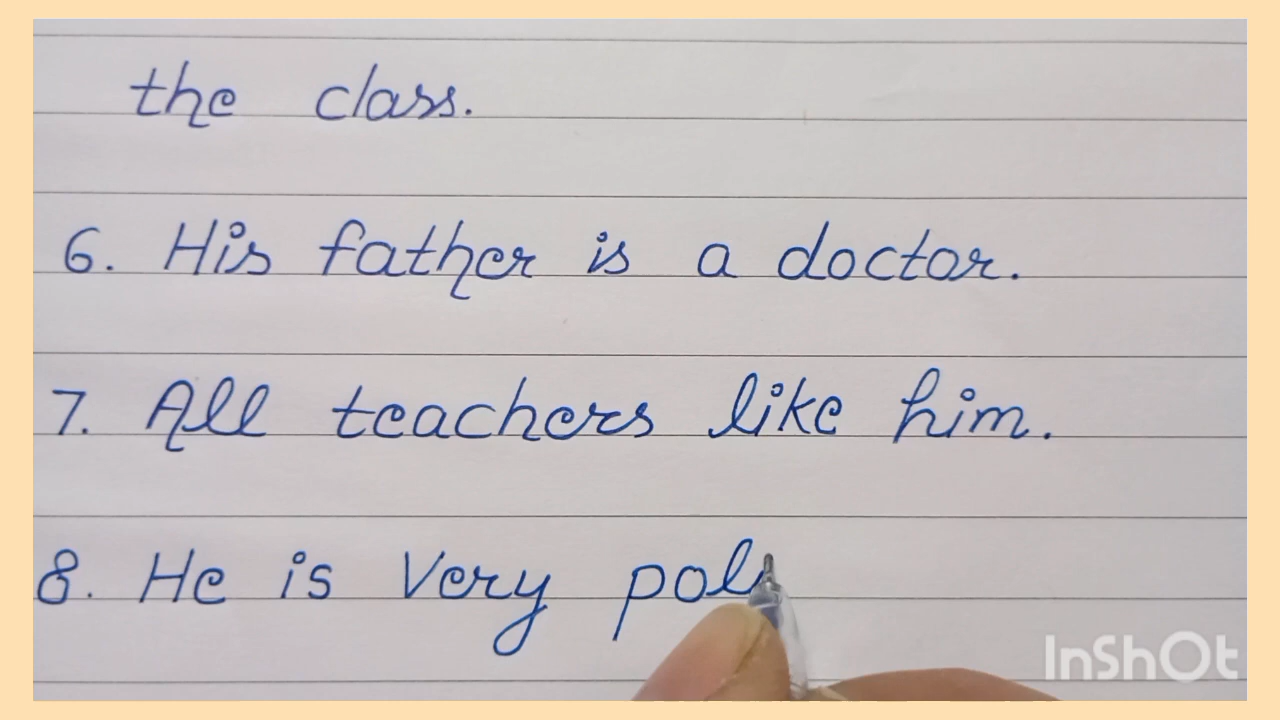 the class.
6. His father is a doctor.
7. All teachers like him.
8. He is Very pol
InShOt